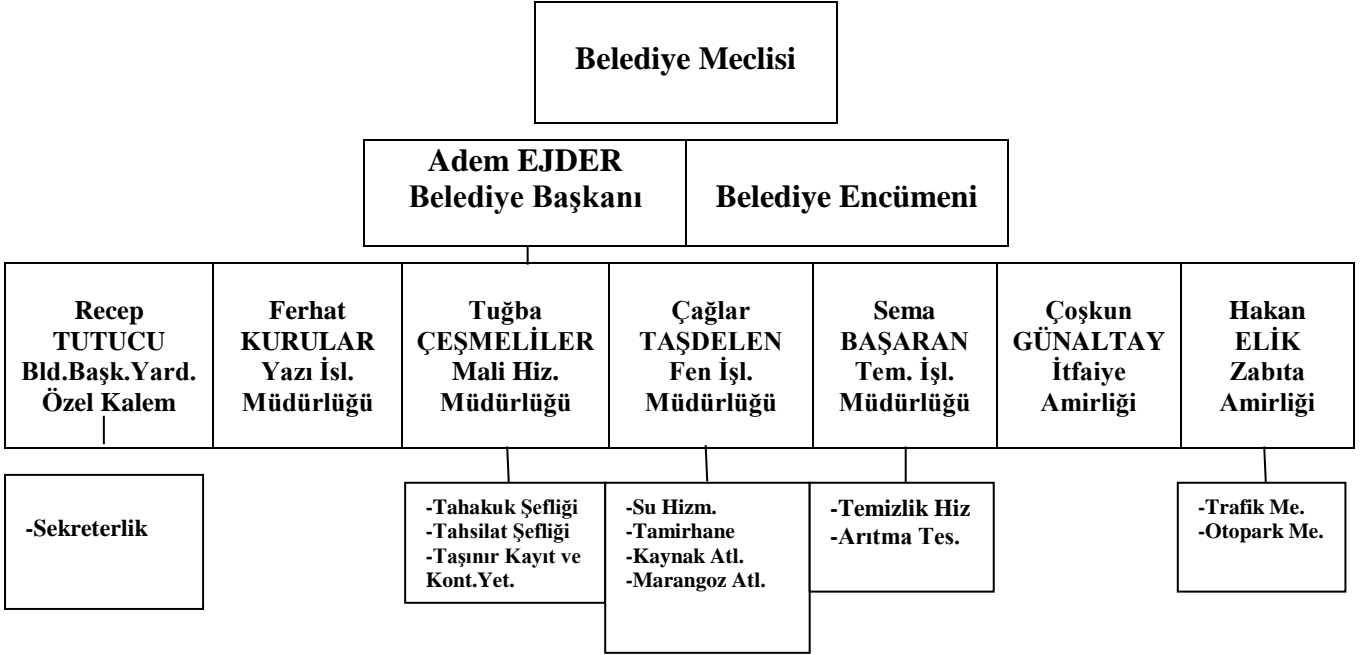 Belediye Meclisi
Adem EJDER
Belediye Başkanı
Belediye Encümeni
Recep
TUTUCU
Bld.Başk.Yard.
Özel Kalem
Ferhat
KURULAR
Yazı İsl.
Müdürlüğü
Tuğba
ÇEŞMELİLER
Mali Hiz.
Müdürlüğü
Çağlar
TAŞDELEN
Fen İşl.
Müdürlüğü
Sema
BAŞARAN
Tem. İşl.
Müdürlüğü
Çoşkun
GÜNALTAY
İtfaiye
Amirliği
Hakan
ELİK
Zabıta
Amirliği
-Sekreterlik
-Tahakuk Şefliği
-Tahsilat Şefliği
-Taşınır Kayıt ve
Kont.Yet.
-Su Hizm.
-Tamirhane
-Kaynak Atl.
-Marangoz Atl.
-Temizlik Hiz
-Arıtma Tes.
-Trafik Me.
-Otopark Me.